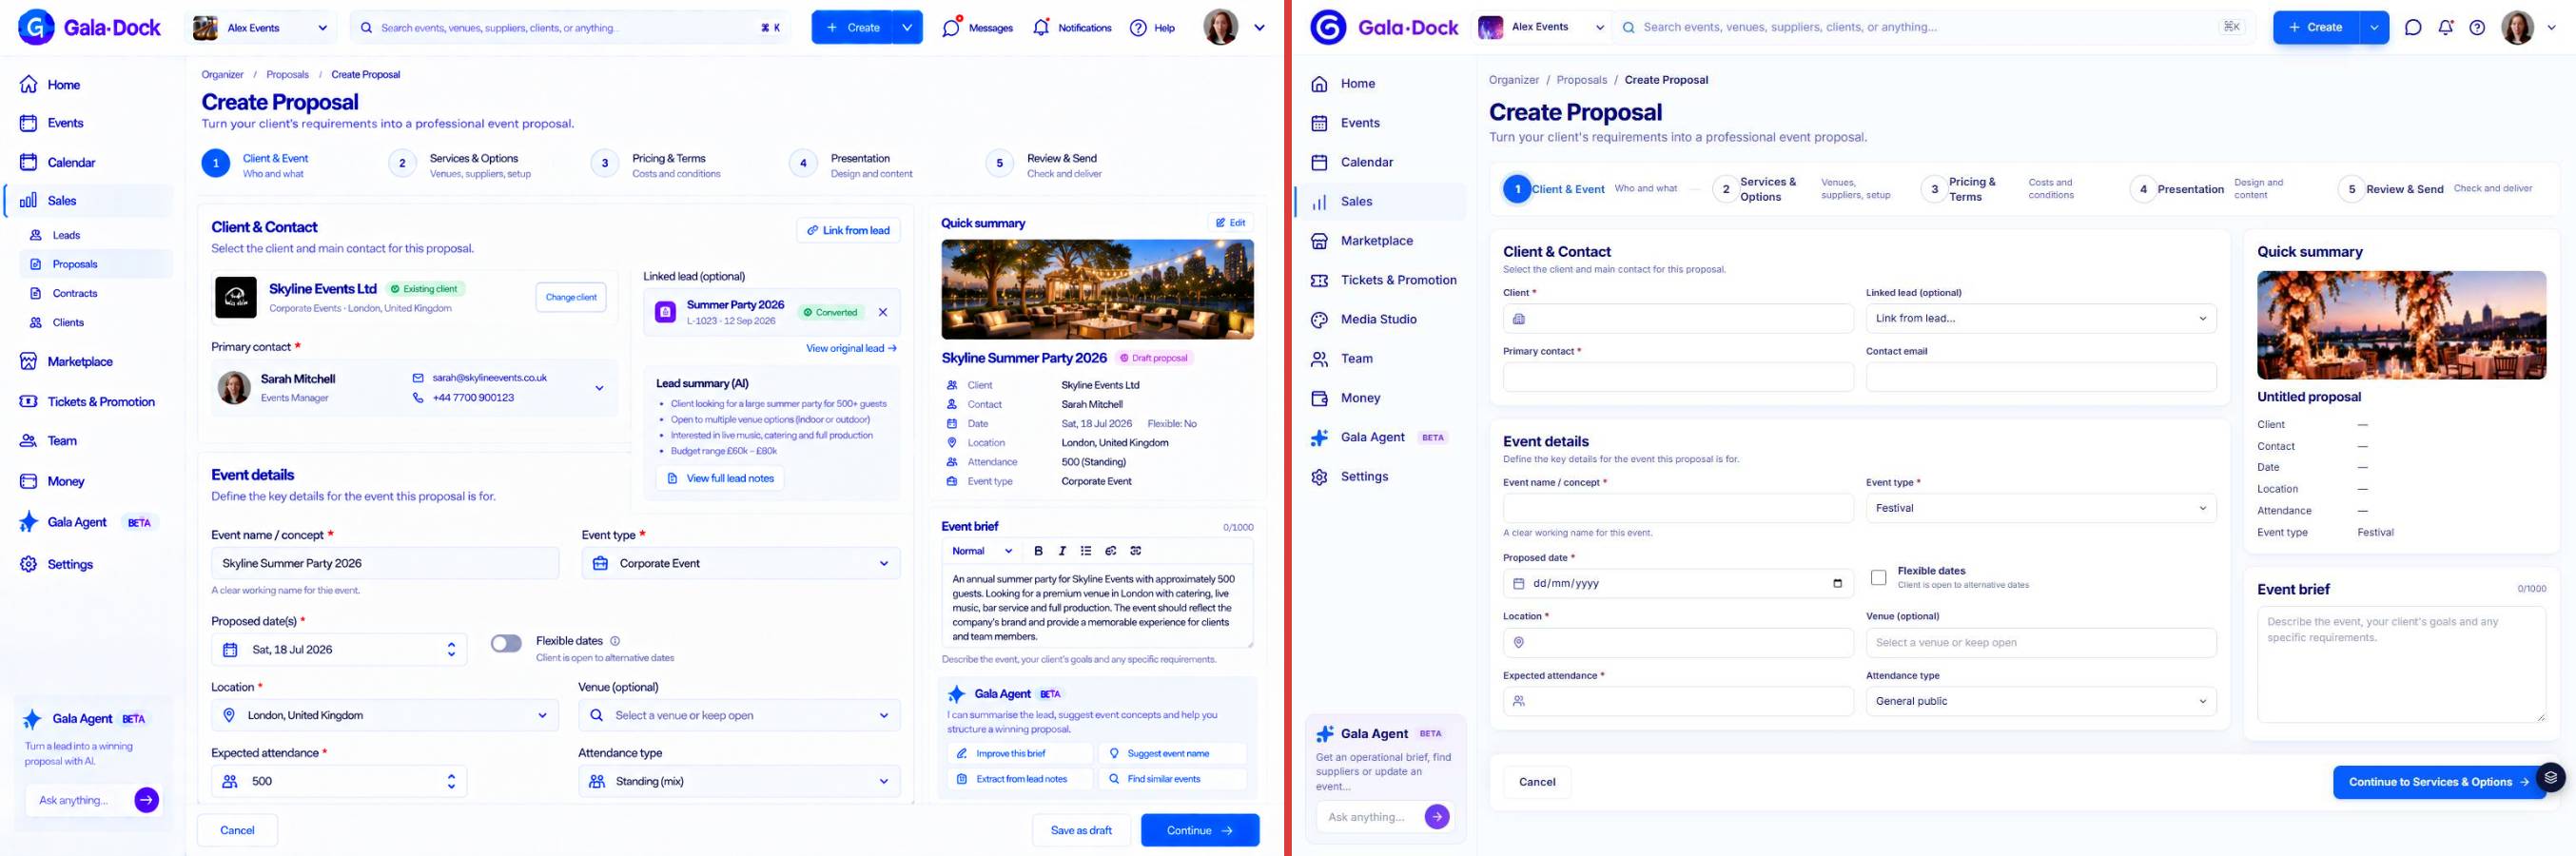 Gala·Dock
Alex Events
Search events, venues, suppliers, clients, or anything...
⌘ K
+ Create
Messages
Notifications
Help
Home
Events
Calendar
Sales
Leads
Proposals
Contracts
Clients
Marketplace
Tickets & Promotion
Team
Money
Gala Agent BETA
Settings
Gala Agent BETA
Turn a lead into a winning
proposal with AI.
Ask anything...
Organizer / Proposals / Create Proposal
Create Proposal
Turn your client's requirements into a professional event proposal.
1 Client & Event
Who and what
2 Services & Options
Venues, suppliers, setup
3 Pricing & Terms
Costs and conditions
4 Presentation
Design and content
5 Review & Send
Check and deliver
Client & Contact
Select the client and main contact for this proposal.
Link from lead
Skyline Events Ltd Existing client
Corporate Events · London, United Kingdom
Change client
Primary contact *
Sarah Mitchell
Events Manager
sarah@skylineevents.co.uk
+44 7700 900123
Linked lead (optional)
Summer Party 2026
L-1023 - 12 Sep 2026
Converted
View original lead →
Lead summary (AI)
• Client looking for a large summer party for 500+ guests
• Open to multiple venue options (indoor or outdoor)
• Interested in live music, catering and full production
• Budget range £60k – £80k
View full lead notes
Event details
Define the key details for the event this proposal is for.
Event name / concept *
Skyline Summer Party 2026
A clear working name for thie event.
Event type *
Corporate Event
Proposed date(s) *
Sat, 18 Jul 2026
Flexible dates
Client is open to alternative dates
Location *
London, United Kingdom
Venue (optional)
Select a venue or keep open
Expected attendance *
500
Attendance type
Standing (mix)
Cancel
Save as draft
Continue →
Quick summary
Edit
Skyline Summer Party 2026 Draft proposal
Client Skyline Events Ltd
Contact Sarah Mitchell
Date Sat, 18 Jul 2026 Flexible: No
Location London, United Kingdom
Attendance 500 (Standing)
Event type Corporate Event
Event brief
0/1000
Normal B I
An annual summer party for Skyline Events with approximately 500
guests. Looking for a premium venue in London with catering, live
music, bar service and full production. The event should reflect the
company's brand and provide a memorable experience for clients
and team members.
Describe the event, your client's goals and any specific requirements.
Gala Agent BETA
I can summarise the lead, suggest event concepts and help you
structure a winning proposal.
Improve this brief
Suggest event name
Extract from lead notes
Find similar events
Gala·Dock
Alex Events
Search events, venues, suppliers, clients, or anything...
⌘K
+ Create
Home
Events
Calendar
Sales
Marketplace
Tickets & Promotion
Media Studio
Team
Money
Gala Agent BETA
Settings
Gala Agent BETA
Get an operational brief, find
suppliers or update an
event...
Ask anything...
Organizer / Proposals / Create Proposal
Create Proposal
Turn your client's requirements into a professional event proposal.
1 Client & Event Who and what
2 Services &
Options
Venues,
suppliers, setup
3 Pricing &
Terms
Costs and
conditions
4 Presentation
Design and
content
5 Review & Send Check and deliver
Client & Contact
Select the client and main contact for this proposal.
Client *
Linked lead (optional)
Link from lead...
Primary contact *
Contact email
Event details
Define the key details for the event this proposal is for.
Event name / concept *
A clear working name for this event.
Event type *
Festival
Proposed date *
dd/mm/yyyy
Flexible dates
Client is open to alternative dates
Location *
Venue (optional)
Select a venue or keep open
Expected attendance *
Attendance type
General public
Cancel
Continue to Services & Options →
Quick summary
Untitled proposal
Client —
Contact —
Date —
Location —
Attendance —
Event type Festival
Event brief
0/1000
Describe the event, your client's goals and any
specific requirements.